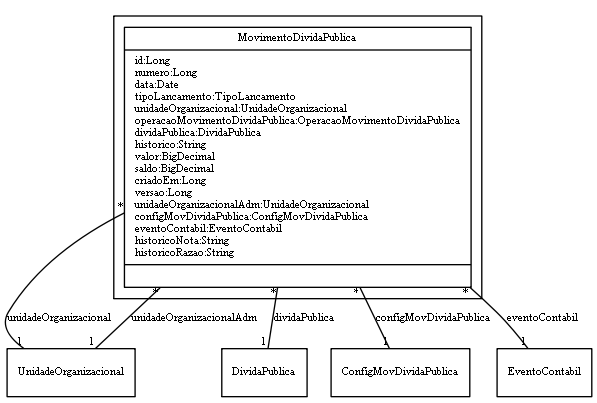 MovimentoDividaPublica
id:Long
numero:Long
data:Date
tipoLancamento:TipoLancamento
unidadeOrganizacional:UnidadeOrganizacional
operacaoMovimentoDividaPublica:OperacaoMovimentoDividaPublica
dividaPublica:DividaPublica
historico:String
valor:BigDecimal
saldo:BigDecimal
criadoEm:Long
versao:Long
unidadeOrganizacionalAdm:UnidadeOrganizacional
configMovDividaPublica:ConfigMovDividaPublica
eventoContabil:EventoContabil
historicoNota:String
historicoRazao:String
*
* * * * 
unidadeOrganizacional unidadeOrganizacionalAdm dividaPublica configMovDividaPublica eventoContabil
1 1 1 1 1
UnidadeOrganizacional DividaPublica ConfigMovDividaPublica EventoContabil